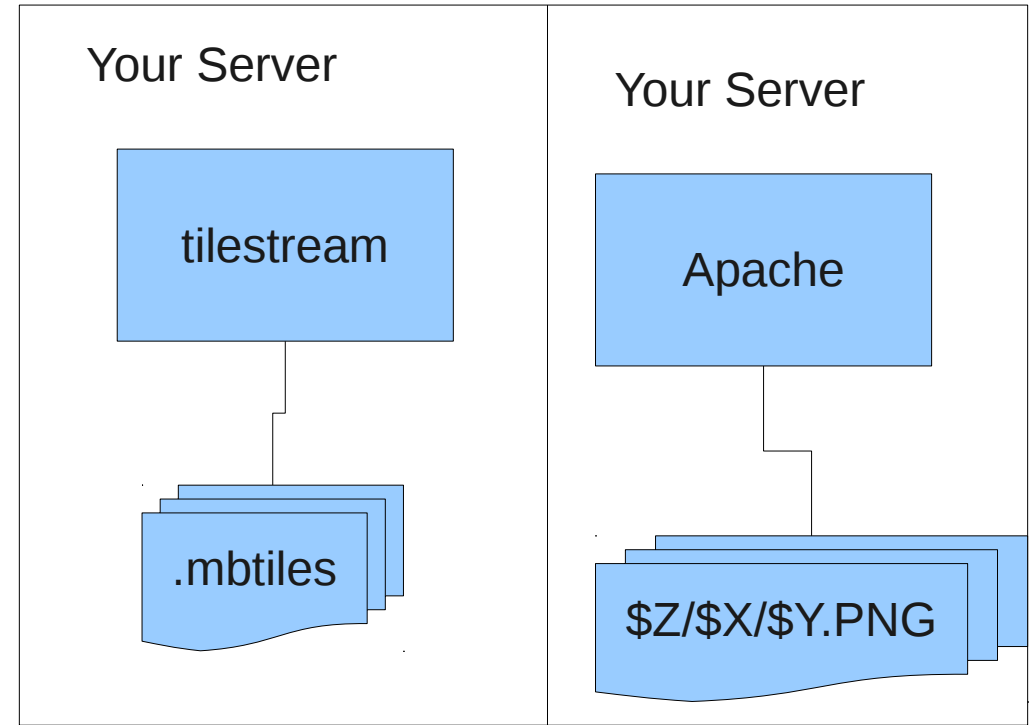 Your Server
tilestream
.mbtiles
Your Server
Apache
$Z/$X/$Y.PNG